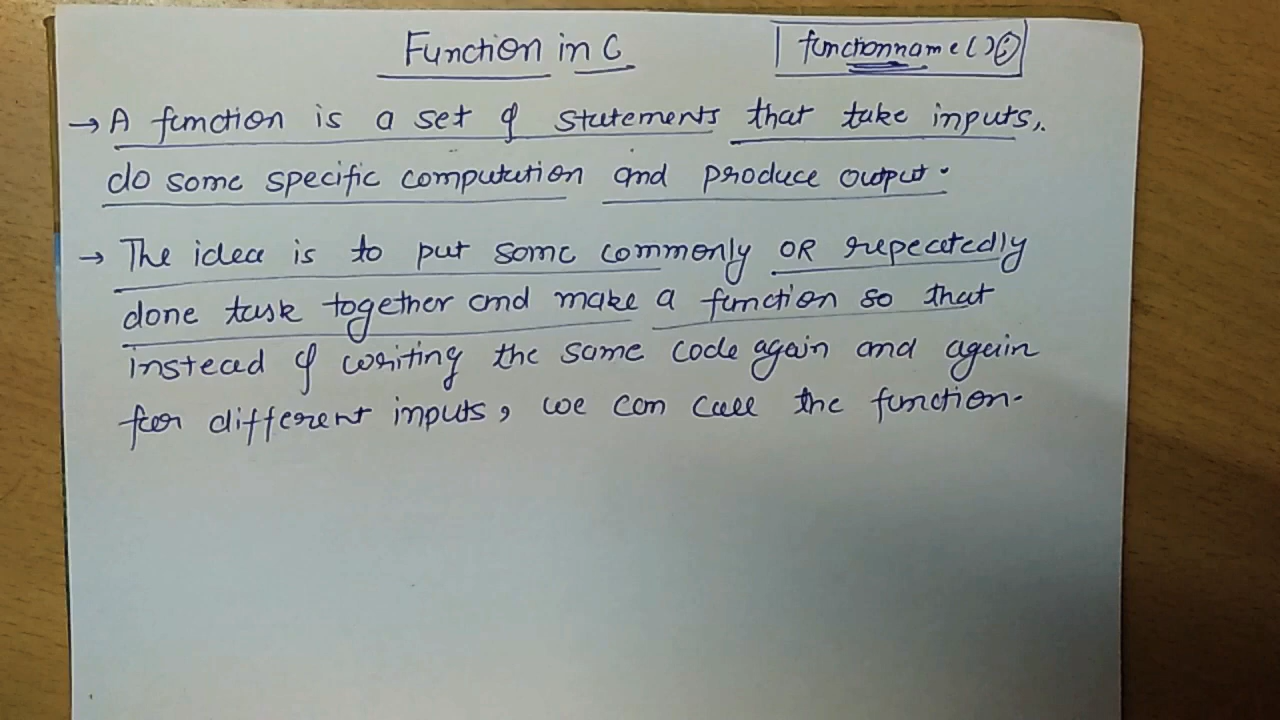 Function in C
functionname();
→ A function is a set of statements that take inputs,
do some specific computation and produce output.
→ The idea is to put some commonly OR repeatedly
done task together and make a function so that
instead of writing the same code again and again
for different inputs, we can call the function.